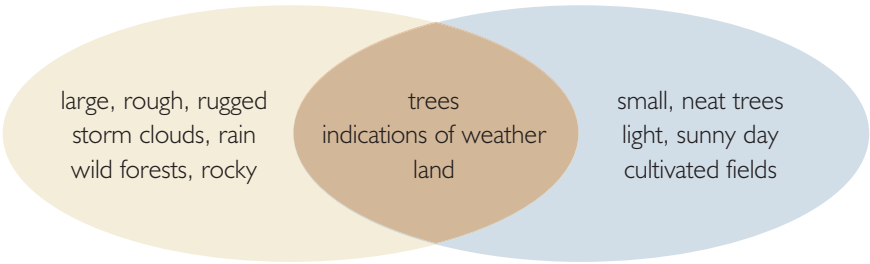 large, rough, rugged
storm clouds, rain
wild forests, rocky
trees
indications of weather
land
small, neat trees
light, sunny day
cultivated fields